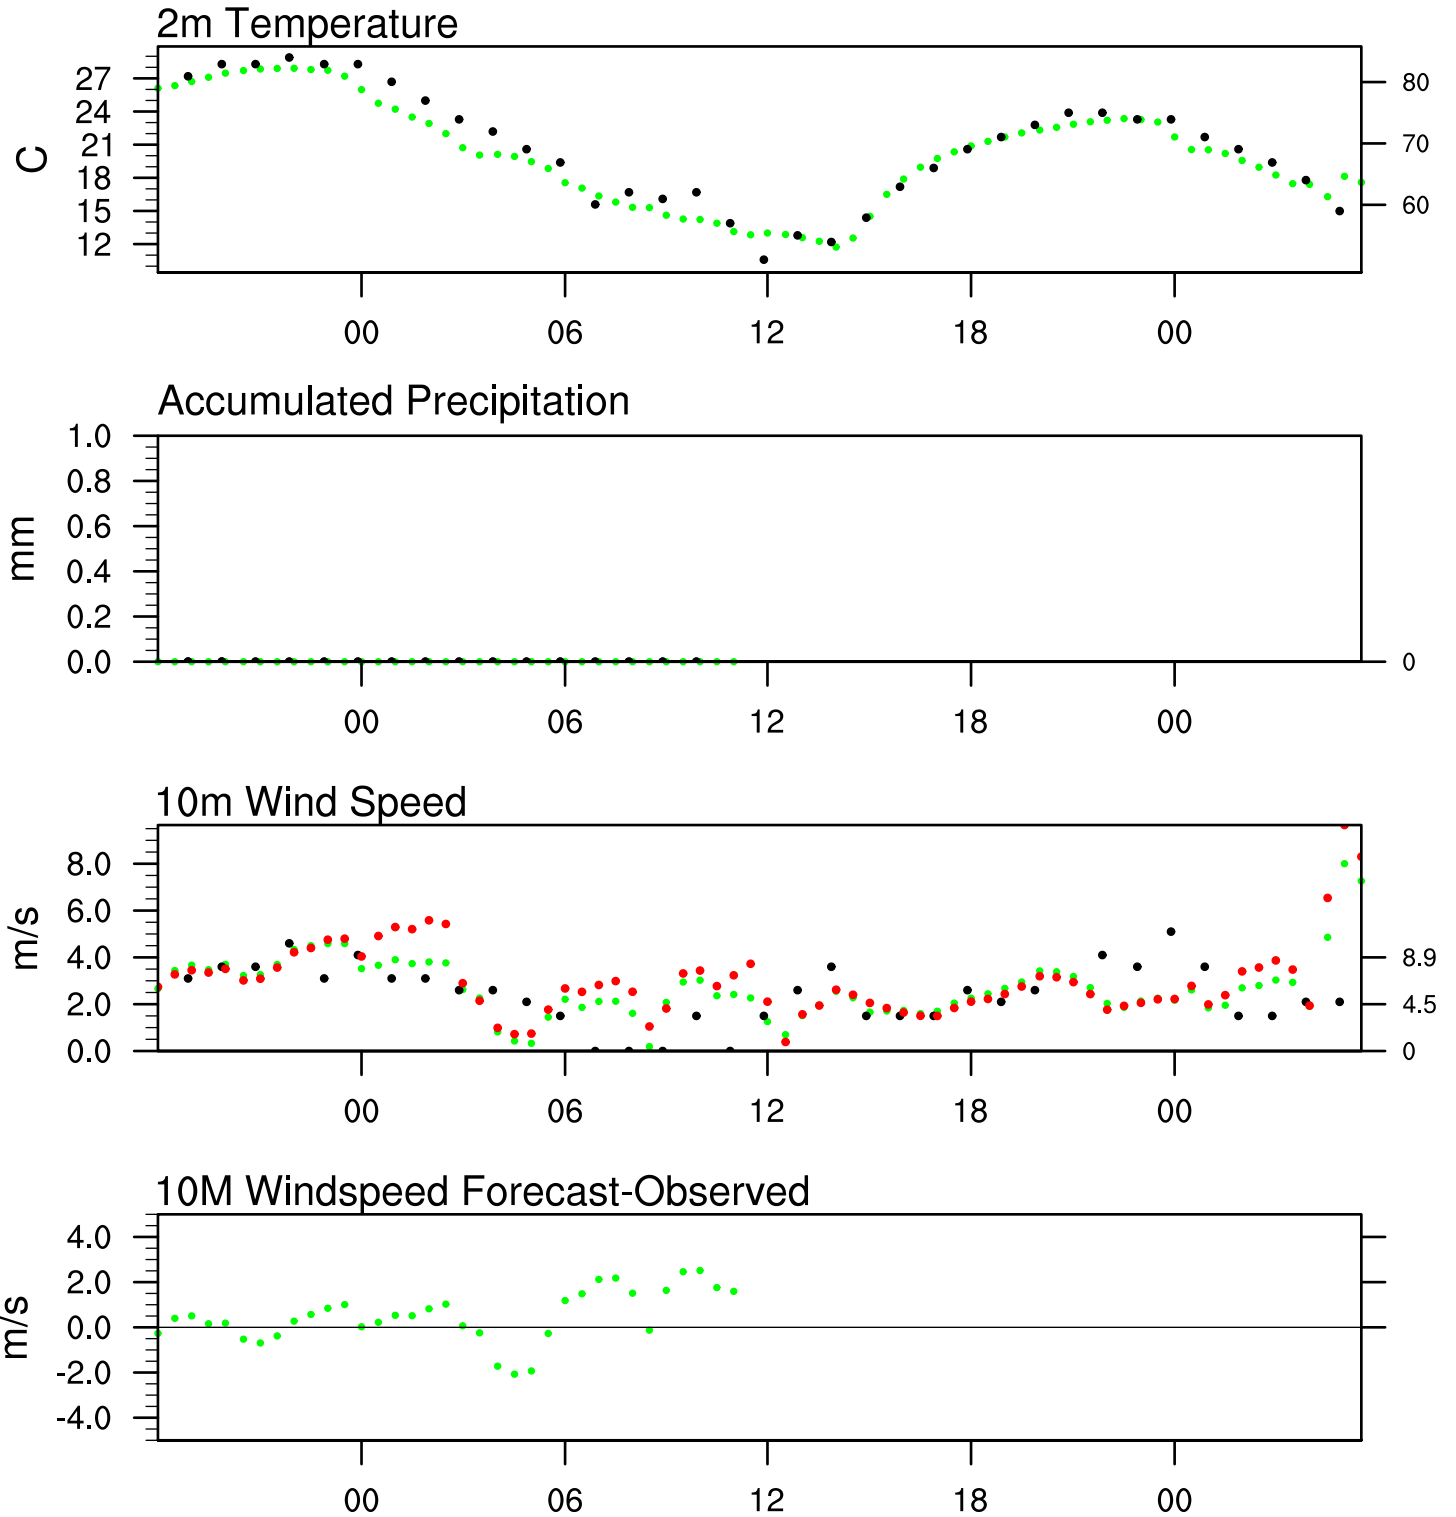 2m Temperature
27
24
21
18
15
12
C
80
70
60
00 06 12 18 00
Accumulated Precipitation
1.0
0.8
0.6
0.4
0.2
0.0
mm
0
00 06 12 18 00
10m Wind Speed
8.0
6.0
4.0
2.0
0.0
m/s
8.9
4.5
0
00 06 12 18 00
10M Windspeed Forecast-Observed
4.0
2.0
0.0
-2.0
-4.0
m/s
00 06 12 18 00